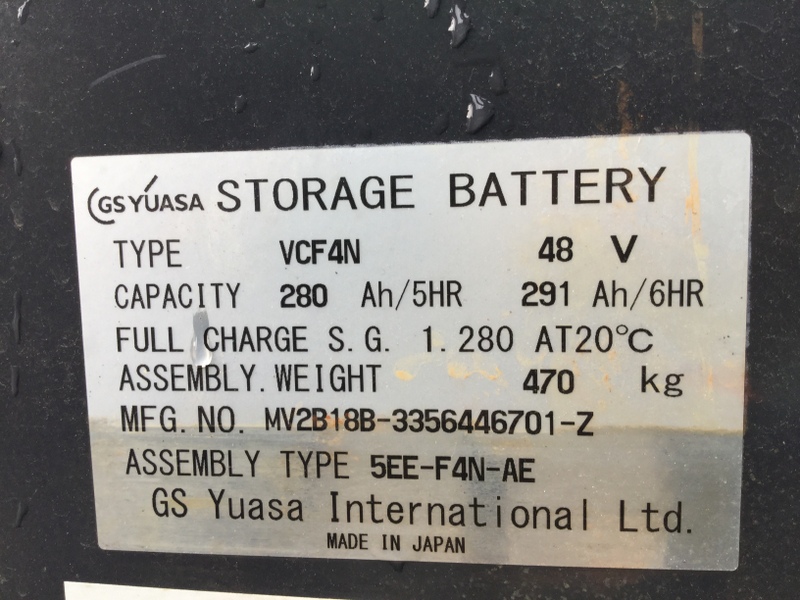 GS YUASA STORAGE BATTERY
TYPE VCF4N 48 V
CAPACITY 280 Ah/5HR 291 Ah/6HR
FULL CHARGE S.G. 1.280 AT20℃
ASSEMBLY.WEIGHT 470 kg
MFG.NO. MV2B18B-3356446701-Z
ASSEMBLY TYPE 5EE-F4N-AE
GS Yuasa International Ltd.
MADE IN JAPAN